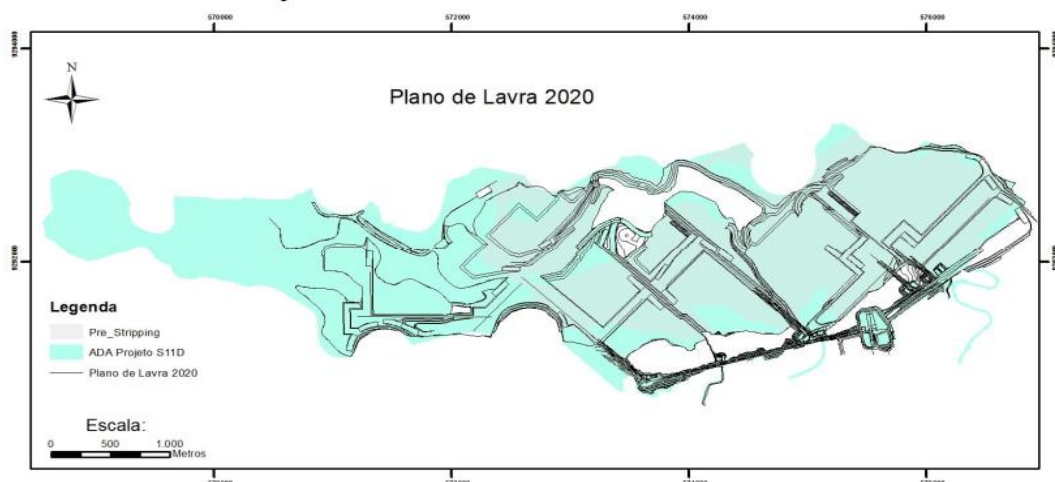 570000 572000 574000 576000
N
Plano de Lavra 2020
Legenda
Pre_Stripping
ADA Projeto S11D
Plano de Lavra 2020
Escala:
0 500 1.000
Metros